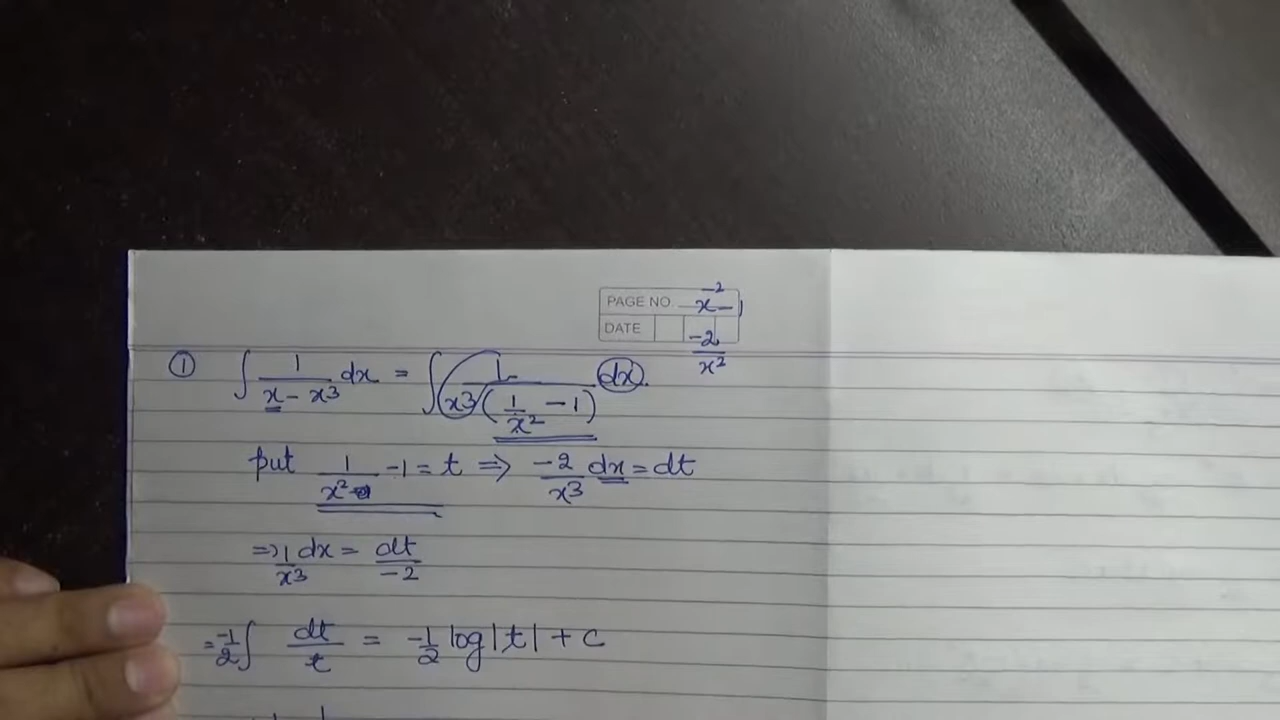 PAGE NO. x⁻² - 1
DATE -2/x²
① ∫ 1/(x - x³) dx = ∫ 1/(x³(1/x² - 1)) dx.
put 1/x² - 1 = t ⇒ -2/x³ dx = dt
⇒ 1/x³ dx = dt/-2
= -1/2 ∫ dt/t = -1/2 log|t| + c